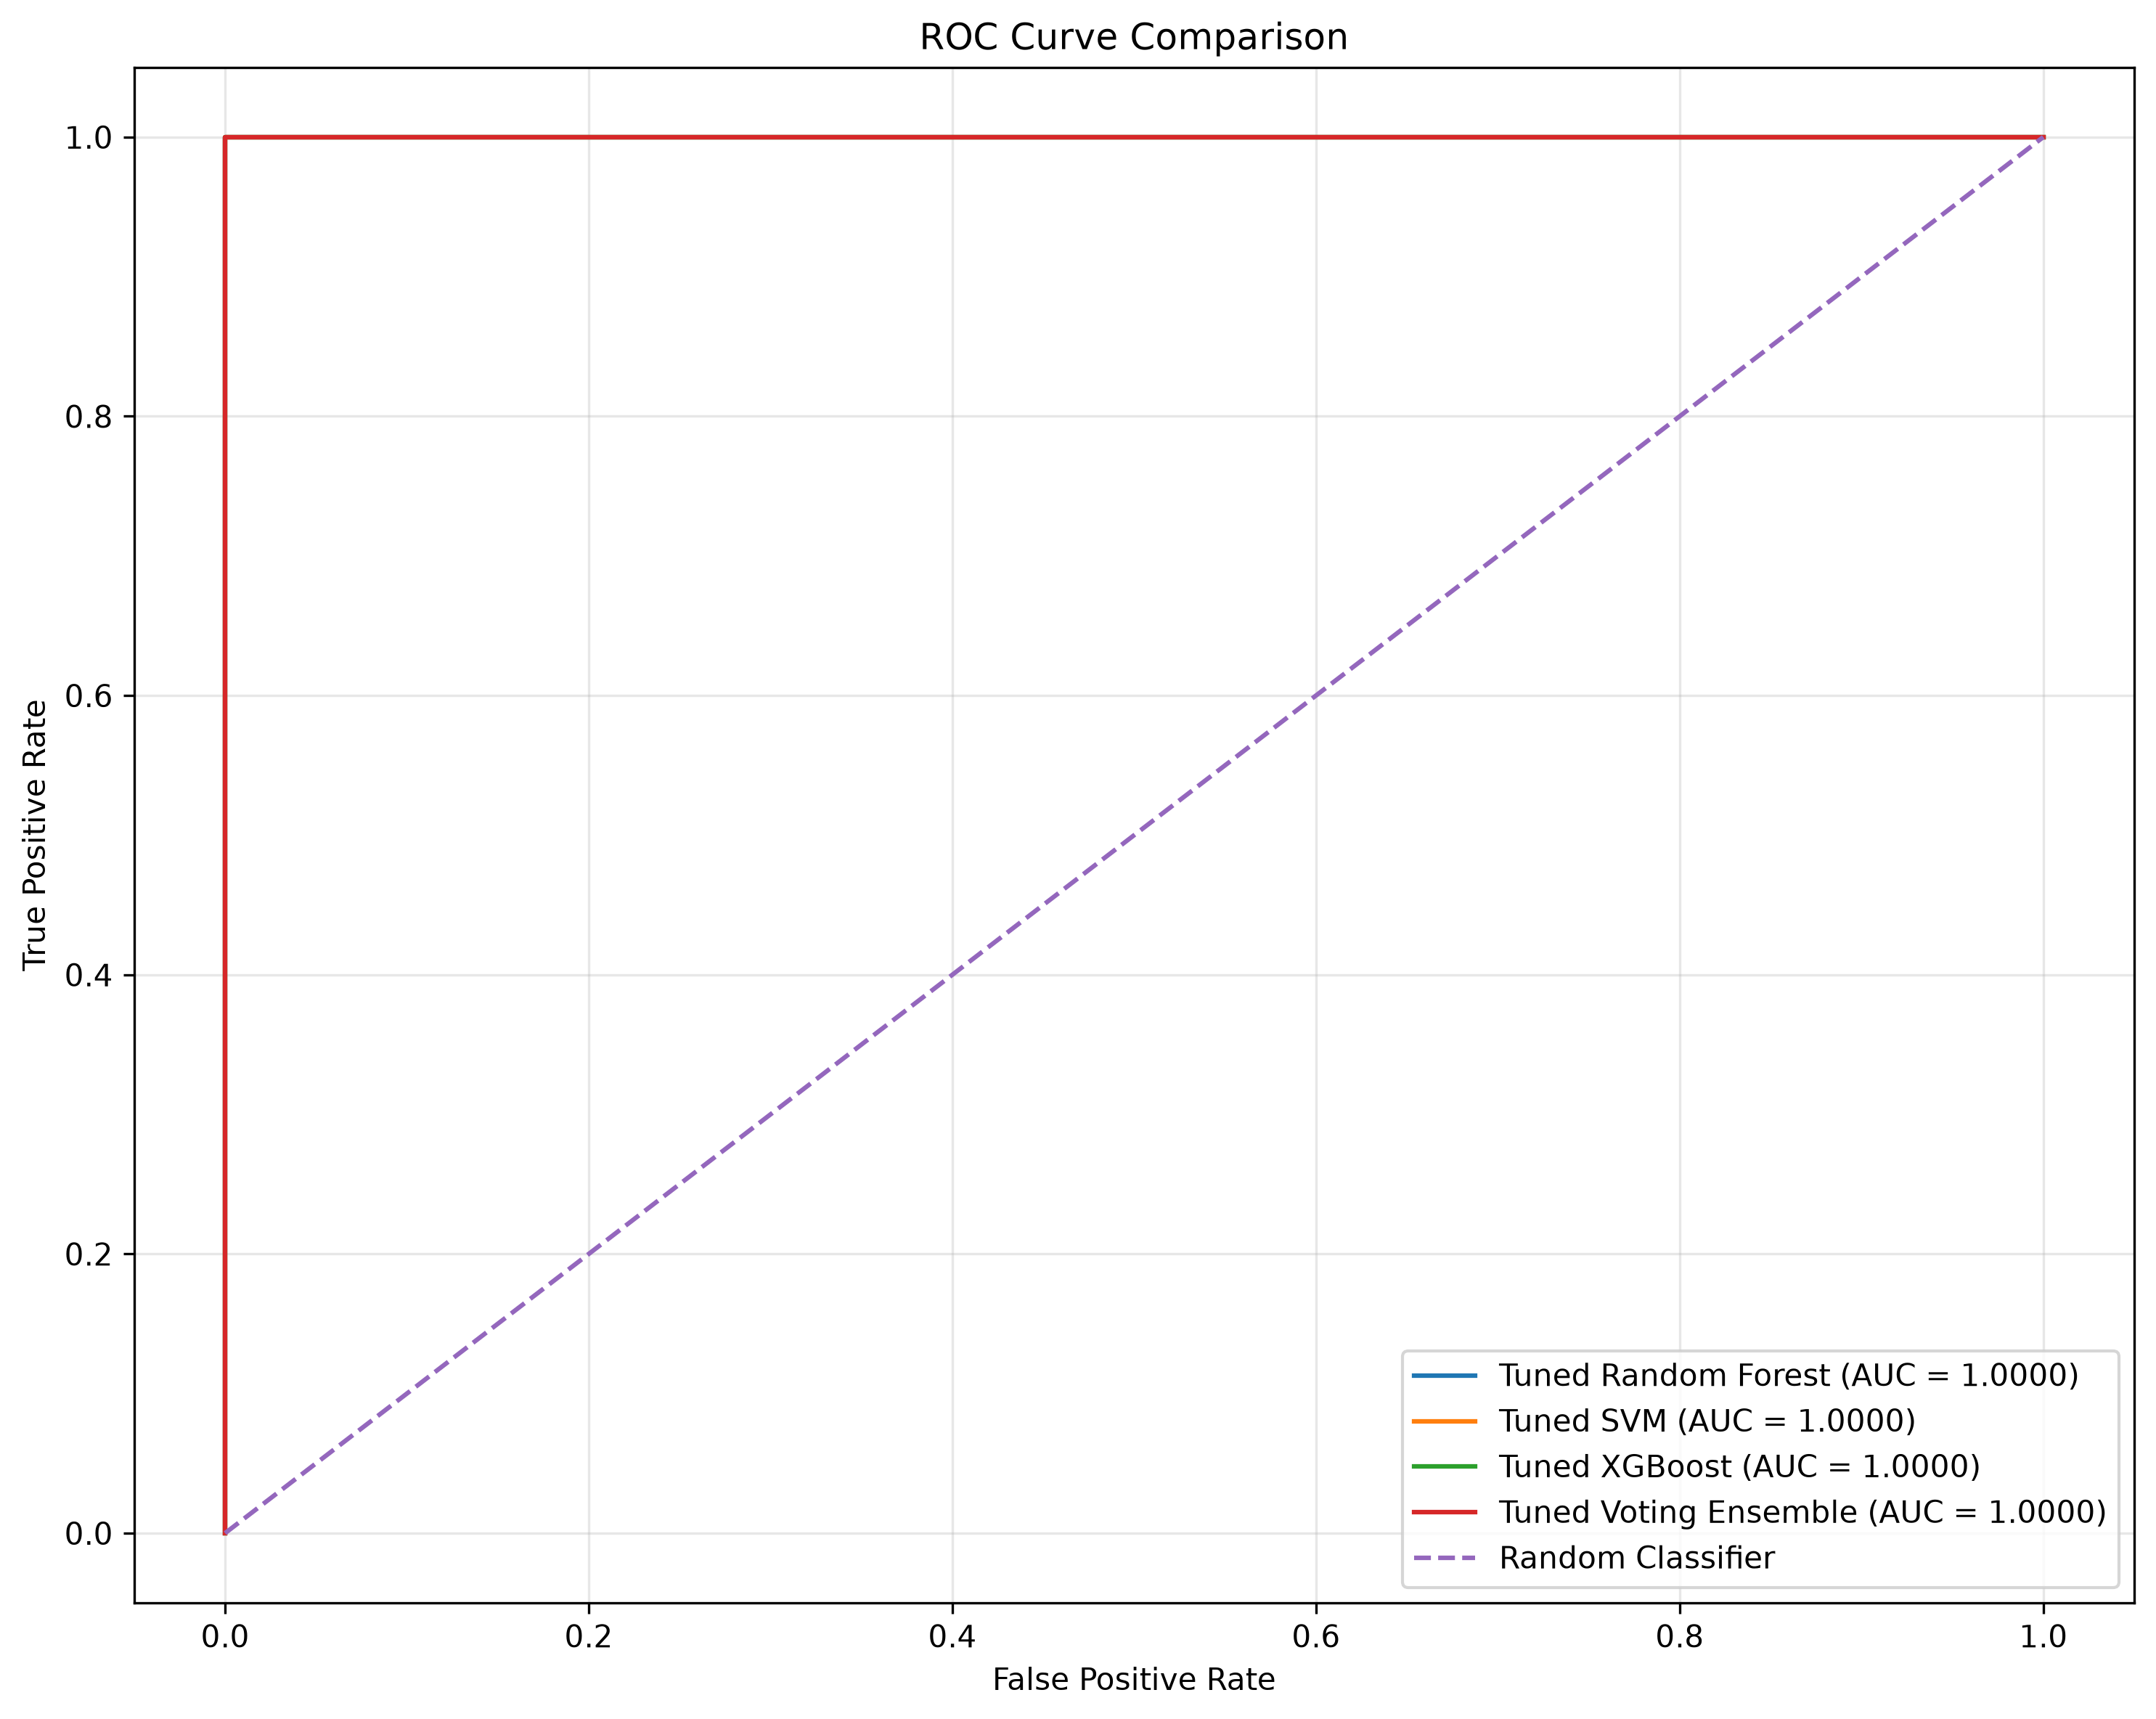 ROC Curve Comparison
True Positive Rate
1.0
0.8
0.6
0.4
0.2
0.0
Tuned Random Forest (AUC = 1.0000)
Tuned SVM (AUC = 1.0000)
Tuned XGBoost (AUC = 1.0000)
Tuned Voting Ensemble (AUC = 1.0000)
Random Classifier
0.0 0.2 0.4 0.6 0.8 1.0
False Positive Rate